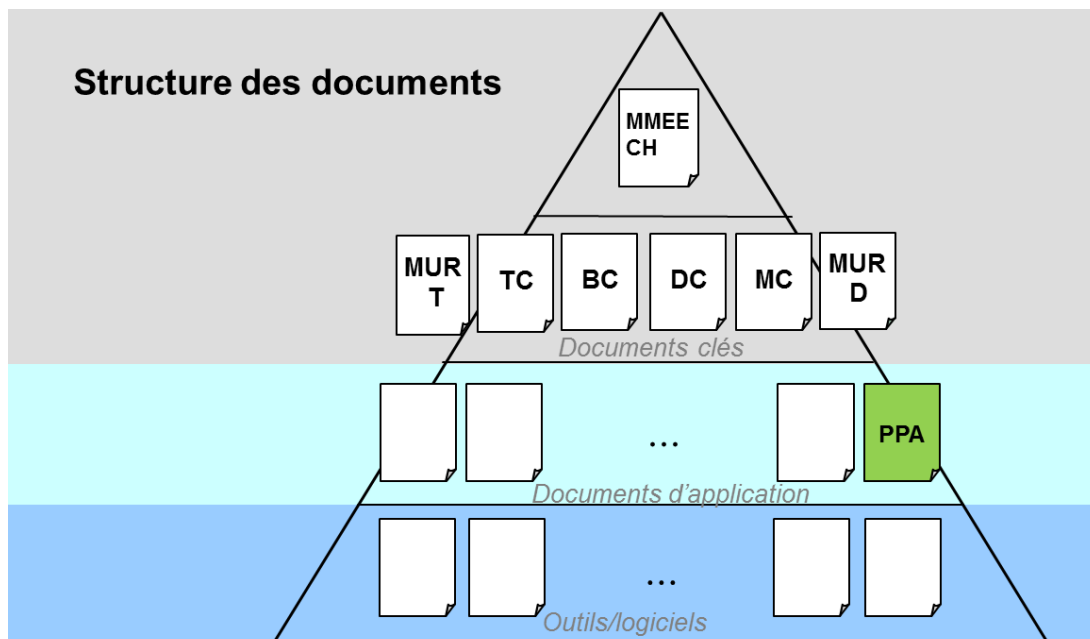 Structure des documents
MMEE
CH
MUR
T
TC
BC
DC
MC
MUR
D
Documents clés
...
PPA
Documents d’application
...
Outils/logiciels